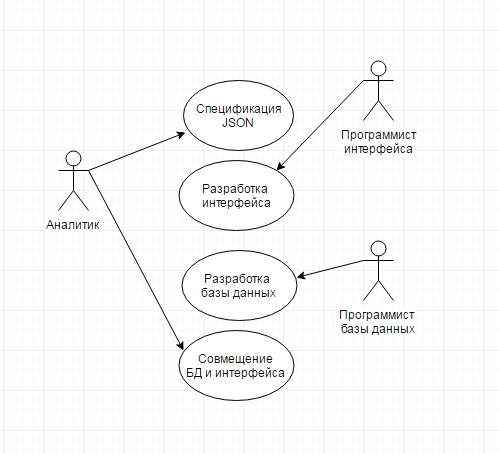 Спецификация
JSON
Программист
интерфейса
Разработка
интерфейса
Аналитик
Разработка
базы данных
Программист
базы данных
Совмещение
БД и интерфейса